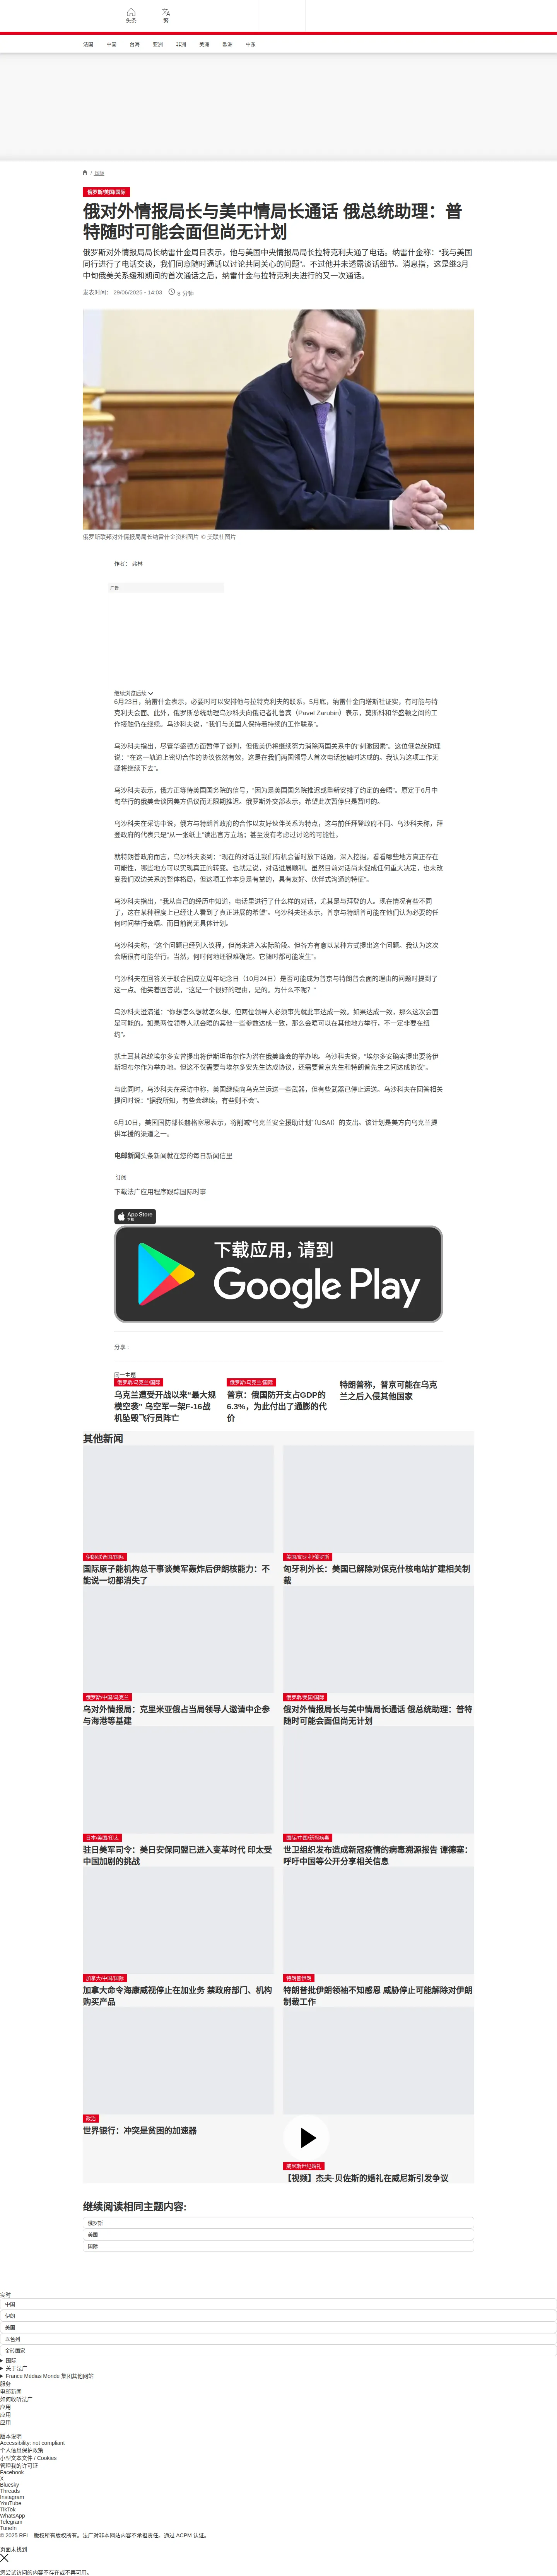 头条
繁
法国 中国 台海 亚洲 非洲 美洲 欧洲 中东
/ 国际
俄罗斯/美国/国际
俄对外情报局长与美中情局长通话 俄总统助理：普
特随时可能会面但尚无计划
俄罗斯对外情报局局长纳雷什金周日表示，他与美国中央情报局局长拉特克利夫通了电话。纳雷什金称：“我与美国
同行进行了电话交谈，我们同意随时通话以讨论共同关心的问题”。不过他并未透露谈话细节。消息指，这是继3月
中旬俄美关系缓和期间的首次通话之后，纳雷什金与拉特克利夫进行的又一次通话。
发表时间： 29/06/2025 - 14:03 8 分钟
俄罗斯联邦对外情报局局长纳雷什金资料图片 © 美联社图片
作者： 弗林
广告
继续浏览后续
6月23日，纳雷什金表示，必要时可以安排他与拉特克利夫的联系。5月底，纳雷什金向塔斯社证实，有可能与特
克利夫会面。此外，俄罗斯总统助理乌沙科夫向俄记者扎鲁宾（Pavel Zarubin）表示，莫斯科和华盛顿之间的工
作接触仍在继续。乌沙科夫说，“我们与美国人保持着持续的工作联系”。
乌沙科夫指出，尽管华盛顿方面暂停了谈判，但俄美仍将继续努力消除两国关系中的“刺激因素”。这位俄总统助理
说：“在这一轨道上密切合作的协议依然有效，这是在我们两国领导人首次电话接触时达成的。我认为这项工作无
疑将继续下去”。
乌沙科夫表示，俄方正等待美国国务院的信号，“因为是美国国务院推迟或重新安排了约定的会晤”。原定于6月中
旬举行的俄美会谈因美方倡议而无限期推迟。俄罗斯外交部表示，希望此次暂停只是暂时的。
乌沙科夫在采访中说，俄方与特朗普政府的合作以友好伙伴关系为特点，这与前任拜登政府不同。乌沙科夫称，拜
登政府的代表只是“从一张纸上”读出官方立场；甚至没有考虑过讨论的可能性。
就特朗普政府而言，乌沙科夫谈到：“现在的对话让我们有机会暂时放下话题，深入挖掘，看看哪些地方真正存在
可能性，哪些地方可以实现真正的转变。也就是说，对话进展顺利。虽然目前对话尚未促成任何重大决定，也未改
变我们双边关系的整体格局，但这项工作本身是有益的，具有友好、伙伴式沟通的特征”。
乌沙科夫指出，“我从自己的经历中知道，电话里进行了什么样的对话，尤其是与拜登的人。现在情况有些不同
了，这在某种程度上已经让人看到了真正进展的希望”。乌沙科夫还表示，普京与特朗普可能在他们认为必要的任
何时间举行会晤。而目前尚无具体计划。
乌沙科夫称，“这个问题已经列入议程，但尚未进入实际阶段。但各方有意以某种方式提出这个问题。我认为这次
会晤很有可能举行。当然，何时何地还很难确定。它随时都可能发生”。
乌沙科夫在回答关于联合国成立周年纪念日（10月24日）是否可能成为普京与特朗普会面的理由的问题时提到了
这一点。他笑着回答说，“这是一个很好的理由，是的。为什么不呢？”
乌沙科夫澄清道：“你想怎么想就怎么想。但两位领导人必须事先就此事达成一致。如果达成一致，那么这次会面
是可能的。如果两位领导人就会晤的其他一些参数达成一致，那么会晤可以在其他地方举行，不一定非要在纽
约”。
就土耳其总统埃尔多安曾提出将伊斯坦布尔作为潜在俄美峰会的举办地。乌沙科夫说，“埃尔多安确实提出要将伊
斯坦布尔作为举办地。但这不仅需要与埃尔多安先生达成协议，还需要普京先生和特朗普先生之间达成协议”。
与此同时，乌沙科夫在采访中称，美国继续向乌克兰运送一些武器，但有些武器已停止运送。乌沙科夫在回答相关
提问时说：“据我所知，有些会继续，有些则不会”。
6月10日，美国国防部长赫格塞思表示，将削减“乌克兰安全援助计划”（USAI）的支出。该计划是美方向乌克兰提
供军援的渠道之一。
电邮新闻头条新闻就在您的每日新闻信里
订阅
下载法广应用程序跟踪国际时事
App Store
下载
下载应用，请到
Google Play
分享 :
同一主题
俄罗斯/乌克兰/国际
乌克兰遭受开战以来“最大规
模空袭” 乌空军一架F-16战
机坠毁飞行员阵亡
俄罗斯/乌克兰/国际
普京：俄国防开支占GDP的
6.3%，为此付出了通膨的代
价
特朗普称，普京可能在乌克
兰之后入侵其他国家
其他新闻
伊朗/联合国/国际
国际原子能机构总干事谈美军轰炸后伊朗核能力：不
能说一切都消失了
美国/匈牙利/俄罗斯
匈牙利外长：美国已解除对保克什核电站扩建相关制
裁
俄罗斯/中国/乌克兰
乌对外情报局：克里米亚俄占当局领导人邀请中企参
与海港等基建
俄罗斯/美国/国际
俄对外情报局长与美中情局长通话 俄总统助理：普特
随时可能会面但尚无计划
日本/美国/印太
驻日美军司令：美日安保同盟已进入变革时代 印太受
中国加剧的挑战
国际/中国/新冠病毒
世卫组织发布造成新冠疫情的病毒溯源报告 谭德塞：
呼吁中国等公开分享相关信息
加拿大/中国/国际
加拿大命令海康威视停止在加业务 禁政府部门、机构
购买产品
特朗普伊朗
特朗普批伊朗领袖不知感恩 威胁停止可能解除对伊朗
制裁工作
政治
世界银行：冲突是贫困的加速器
威尼斯世纪婚礼
【视频】杰夫·贝佐斯的婚礼在威尼斯引发争议
继续阅读相同主题内容:
俄罗斯
美国
国际
实时
中国
伊朗
美国
以色列
金砖国家
国际
关于法广
France Médias Monde 集团其他网站
服务
电邮新闻
如何收听法广
应用
应用
应用
版本说明
Accessibility: not compliant
个人信息保护政策
小型文本文件 / Cookies
管理我的许可证
Facebook
X
Bluesky
Threads
Instagram
YouTube
TikTok
WhatsApp
Telegram
TuneIn
© 2025 RFI – 版权所有版权所有。法广对非本网站内容不承担责任。通过 ACPM 认证。
页面未找到
您尝试访问的内容不存在或不再可用。